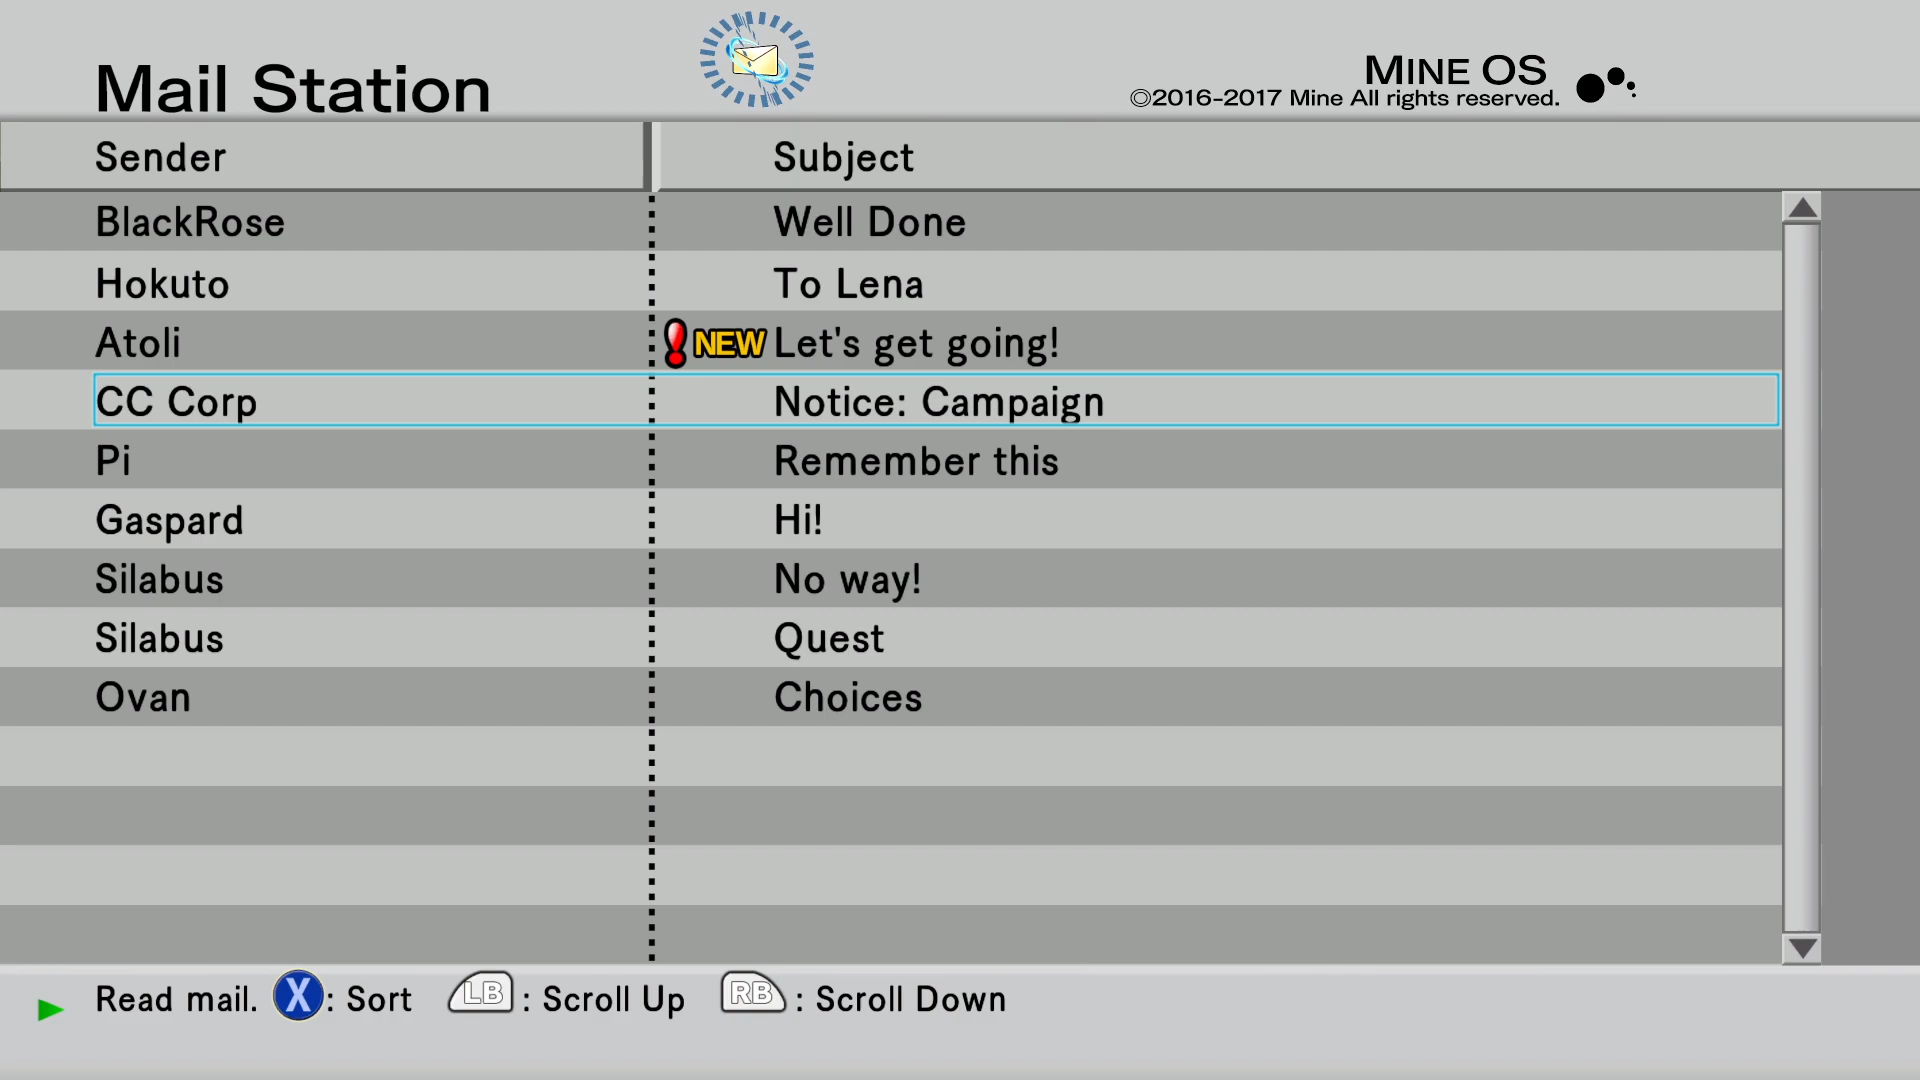 Mail Station
MINE OS
©2016-2017 Mine All rights reserved.
Sender Subject
BlackRose Well Done
Hokuto To Lena
Atoli NEW Let's get going!
CC Corp Notice: Campaign
Pi Remember this
Gaspard Hi!
Silabus No way!
Silabus Quest
Ovan Choices
Read mail. X : Sort LB : Scroll Up RB : Scroll Down